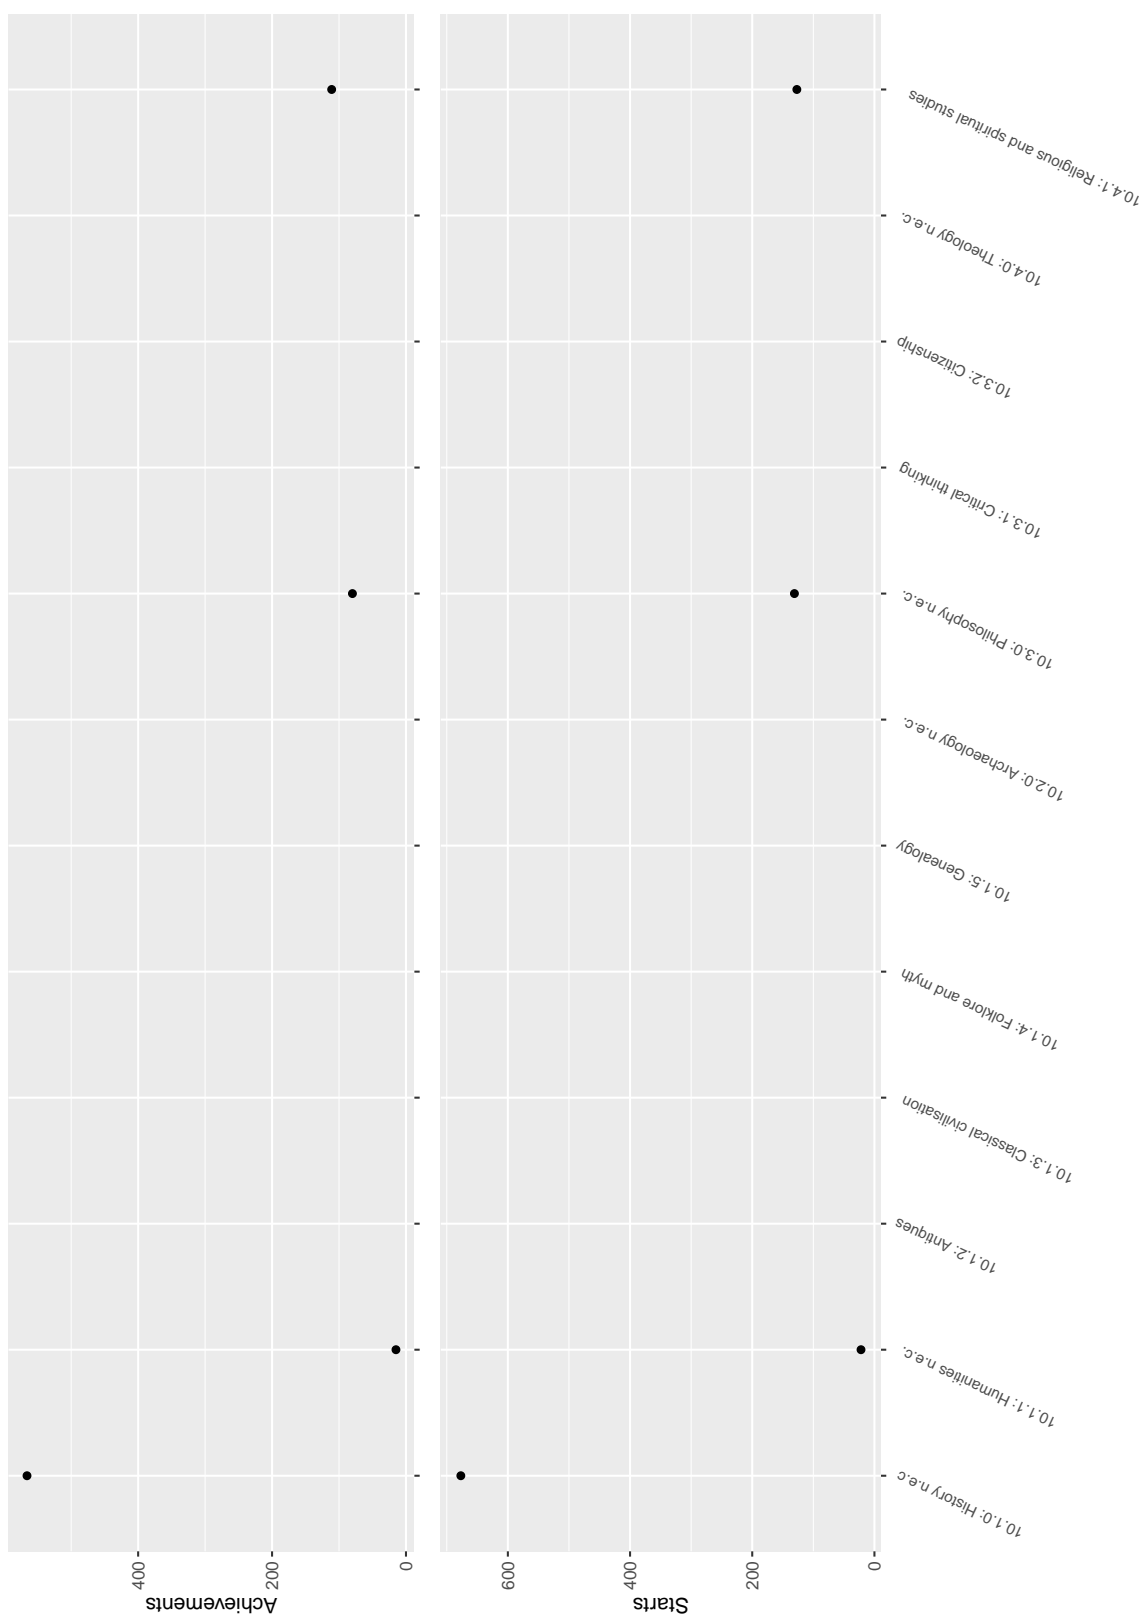 Achievements
400
200
0
Starts
600
400
200
0
10.1.0: History n.e.c
10.1.1: Humanities n.e.c.
10.1.2: Antiques
10.1.3: Classical civilisation
10.1.4: Folklore and myth
10.1.5: Genealogy
10.2.0: Archaeology n.e.c.
10.3.0: Philosophy n.e.c.
10.3.1: Critical thinking
10.3.2: Citizenship
10.4.0: Theology n.e.c.
10.4.1: Religious and spiritual studies